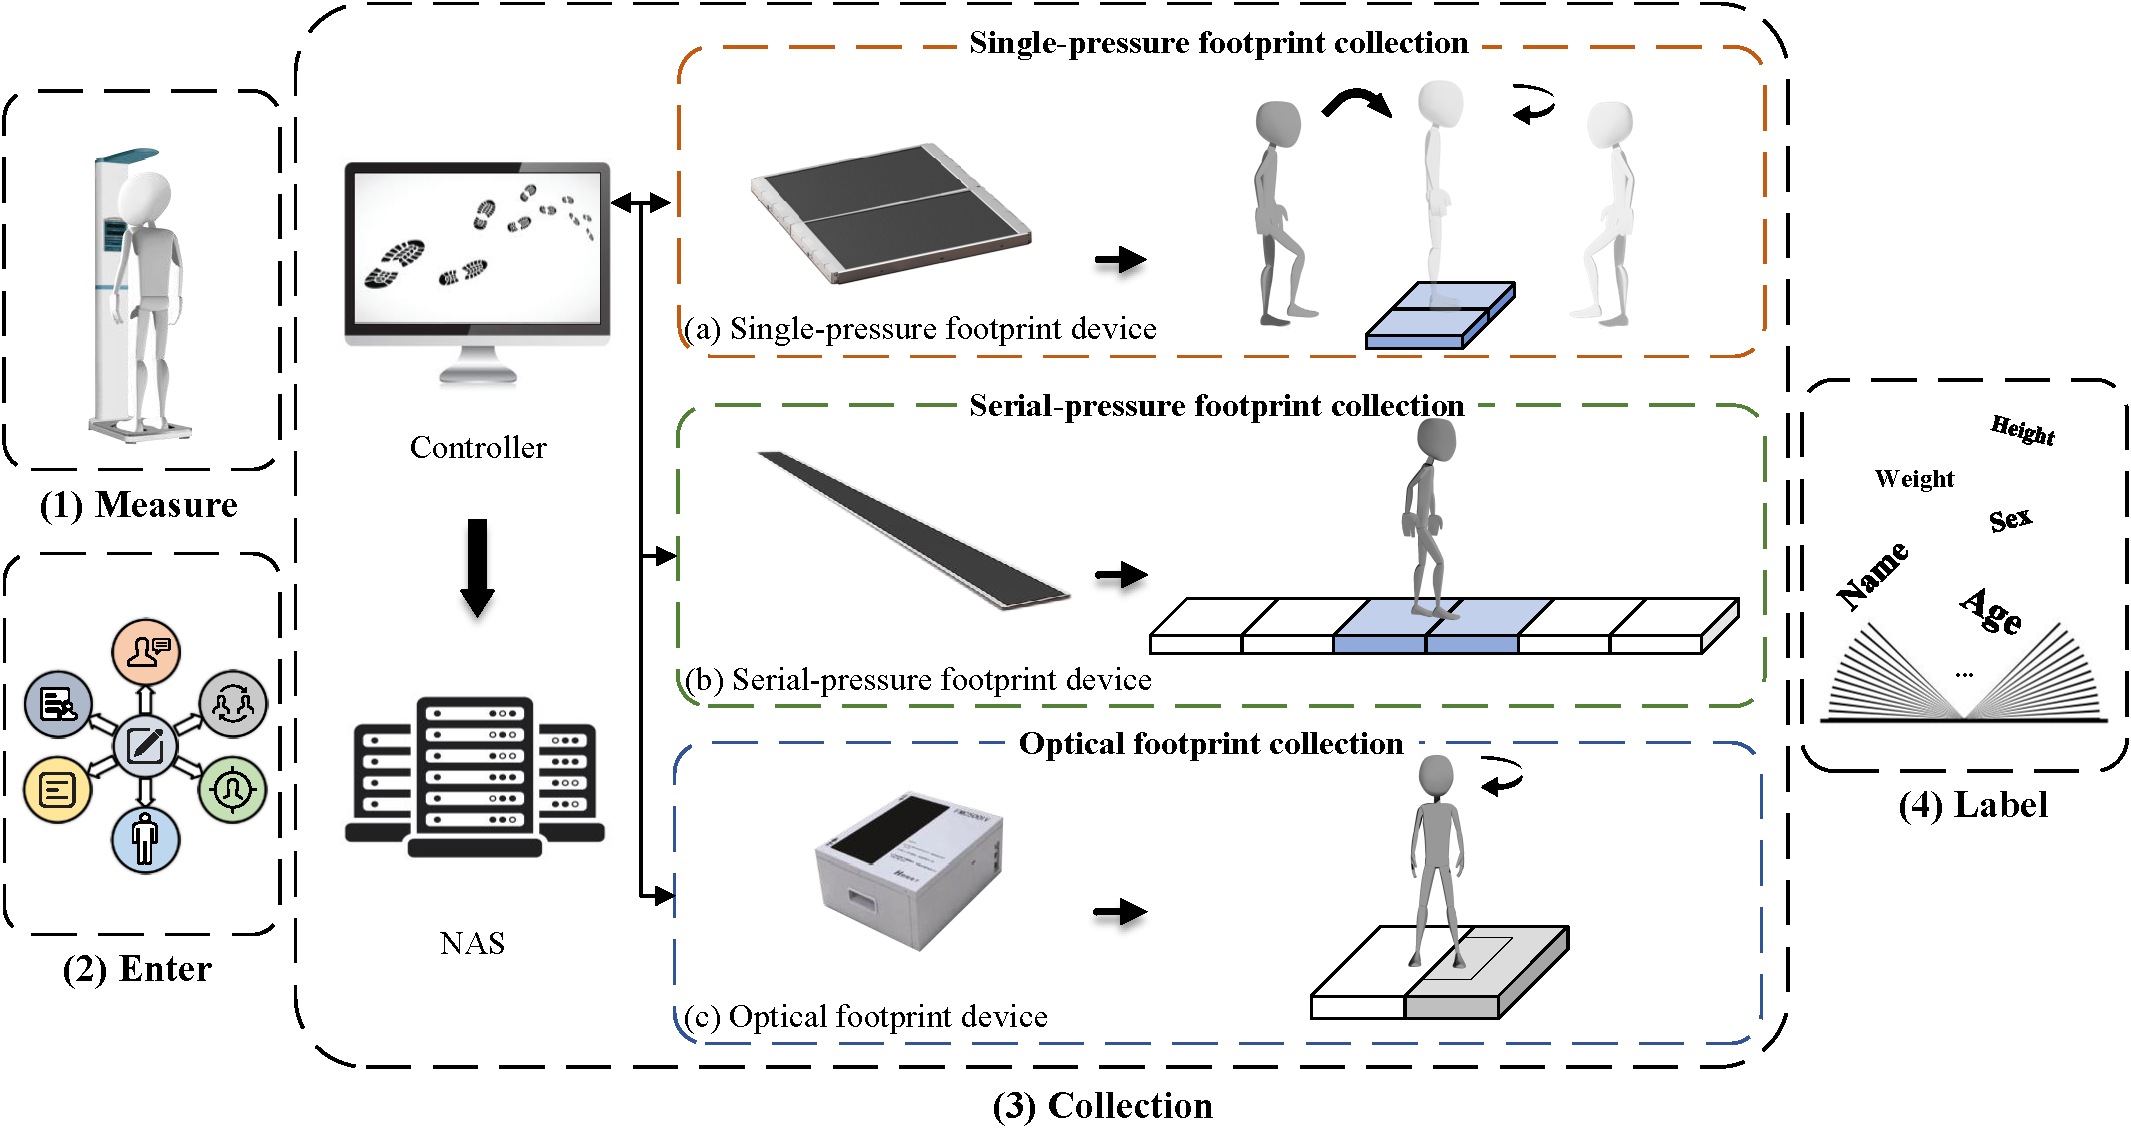 (1) Measure
(2) Enter
Controller
NAS
Single-pressure footprint collection
(a) Single-pressure footprint device
Serial-pressure footprint collection
(b) Serial-pressure footprint device
Optical footprint collection
(c) Optical footprint device
(3) Collection
Height
Weight
Sex
Name
Age
...
(4) Label